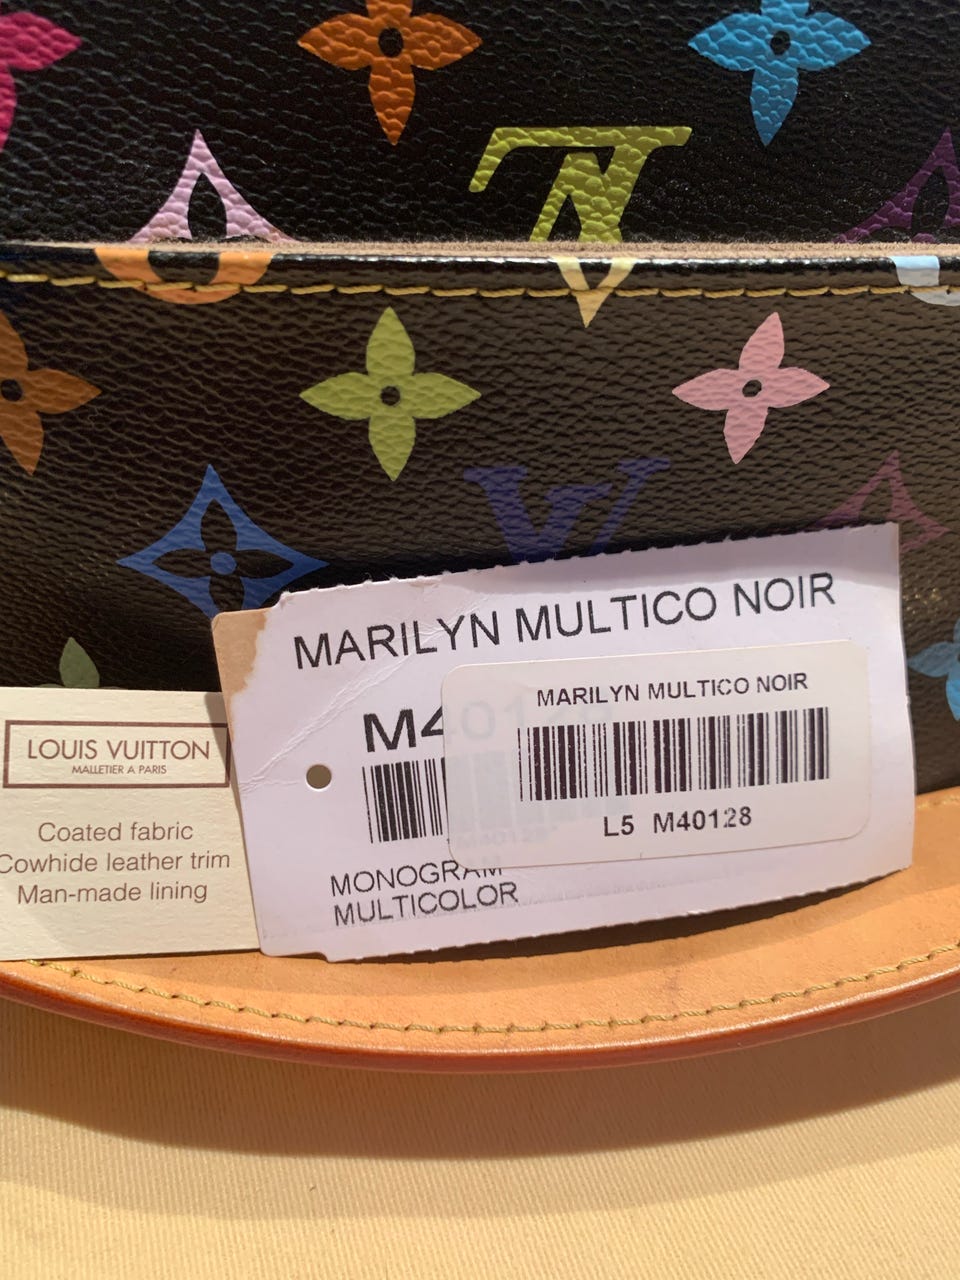 MARILYN MULTICO NOIR
M40128
MARILYN MULTICO NOIR
L5 M40128
MONOGRAM
MULTICOLOR
LOUIS VUITTON
MALLETIER A PARIS
Coated fabric
Cowhide leather trim
Man-made lining